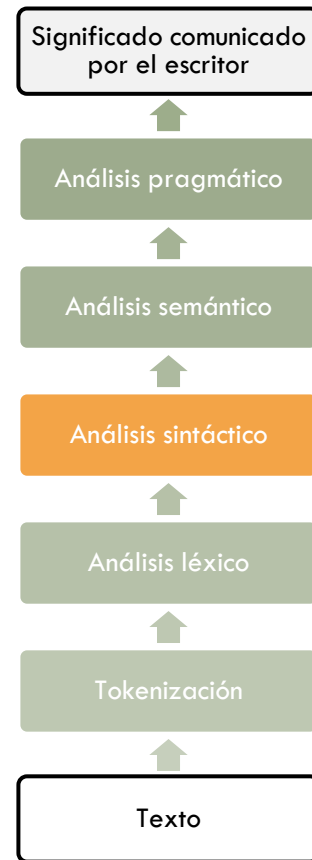 Significado comunicado
por el escritor
Análisis pragmático
Análisis semántico
Análisis sintáctico
Análisis léxico
Tokenización
Texto